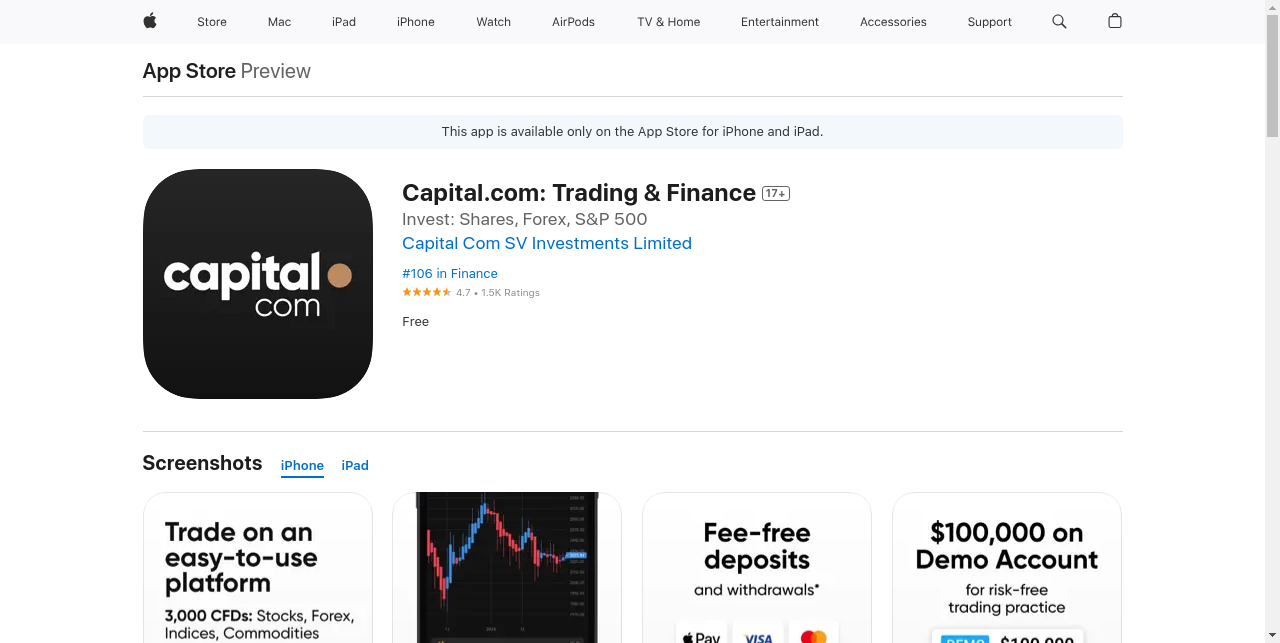 Store Mac iPad iPhone Watch AirPods TV & Home Entertainment Accessories Support
App Store Preview
This app is available only on the App Store for iPhone and iPad.
capital
com
Capital.com: Trading & Finance 17+
Invest: Shares, Forex, S&P 500
Capital Com SV Investments Limited
#106 in Finance
4.7 • 1.5K Ratings
Free
Screenshots iPhone iPad
Trade on an
easy-to-use
platform
3,000 CFDs: Stocks, Forex,
Indices, Commodities
Fee-free
deposits
and withdrawals*
Pay VISA
$100,000 on
Demo Account
for risk-free
trading practice
DEMO $100,000